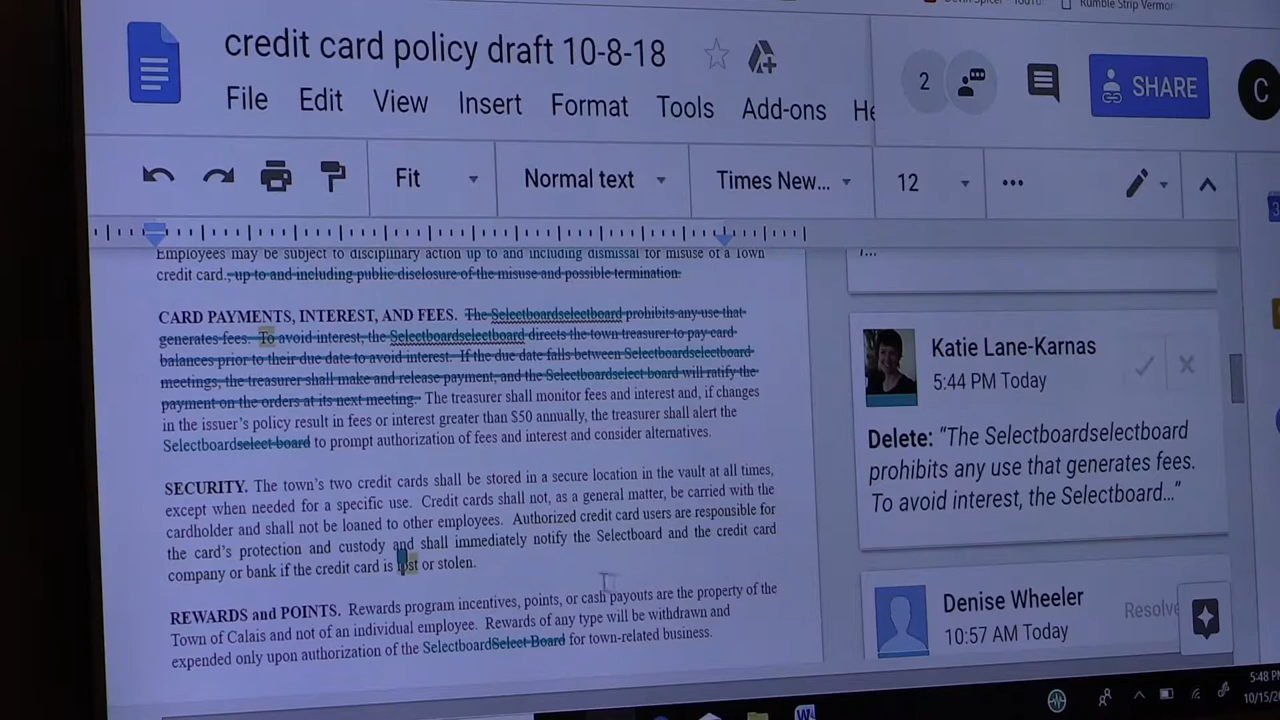 Rumble Strip Vermor
credit card policy draft 10-8-18
2
SHARE
C
File Edit View Insert Format Tools Add-ons He
Fit Normal text Times New... 12
Employees may be subject to disciplinary action up to and including dismissal for misuse of a Town
credit card., up to and including public disclosure of the misuse and possible termination.
CARD PAYMENTS, INTEREST, AND FEES. The Selectboardselectboard prohibits any use that
generates fees. To avoid interest, the Selectboardselectboard directs the town treasurer to pay card
balances prior to their due date to avoid interest. If the due date falls between Selectboardselectboard
meetings, the treasurer shall make and release payment, and the Selectboardselect board will ratify the
payment on the orders at its next meeting. The treasurer shall monitor fees and interest and, if changes
in the issuer's policy result in fees or interest greater than $50 annually, the treasurer shall alert the
Selectboardselect board to prompt authorization of fees and interest and consider alternatives.
SECURITY. The town's two credit cards shall be stored in a secure location in the vault at all times,
except when needed for a specific use. Credit cards shall not, as a general matter, be carried with the
cardholder and shall not be loaned to other employees. Authorized credit card users are responsible for
the card's protection and custody and shall immediately notify the Selectboard and the credit card
company or bank if the credit card is lost or stolen.
REWARDS and POINTS. Rewards program incentives, points, or cash payouts are the property of the
Town of Calais and not of an individual employee. Rewards of any type will be withdrawn and
expended only upon authorization of the SelectboardSelect Board for town-related business.
Katie Lane-Karnas
5:44 PM Today
Delete: "The Selectboardselectboard
prohibits any use that generates fees.
To avoid interest, the Selectboard..."
Denise Wheeler
10:57 AM Today
Resolve
5:48 PM
10/15/2